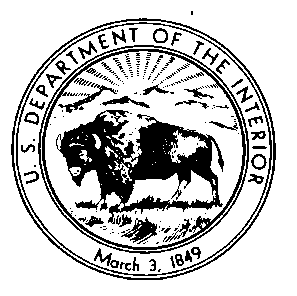 U. S. DEPARTMENT OF THE INTERIOR
March 3, 1849